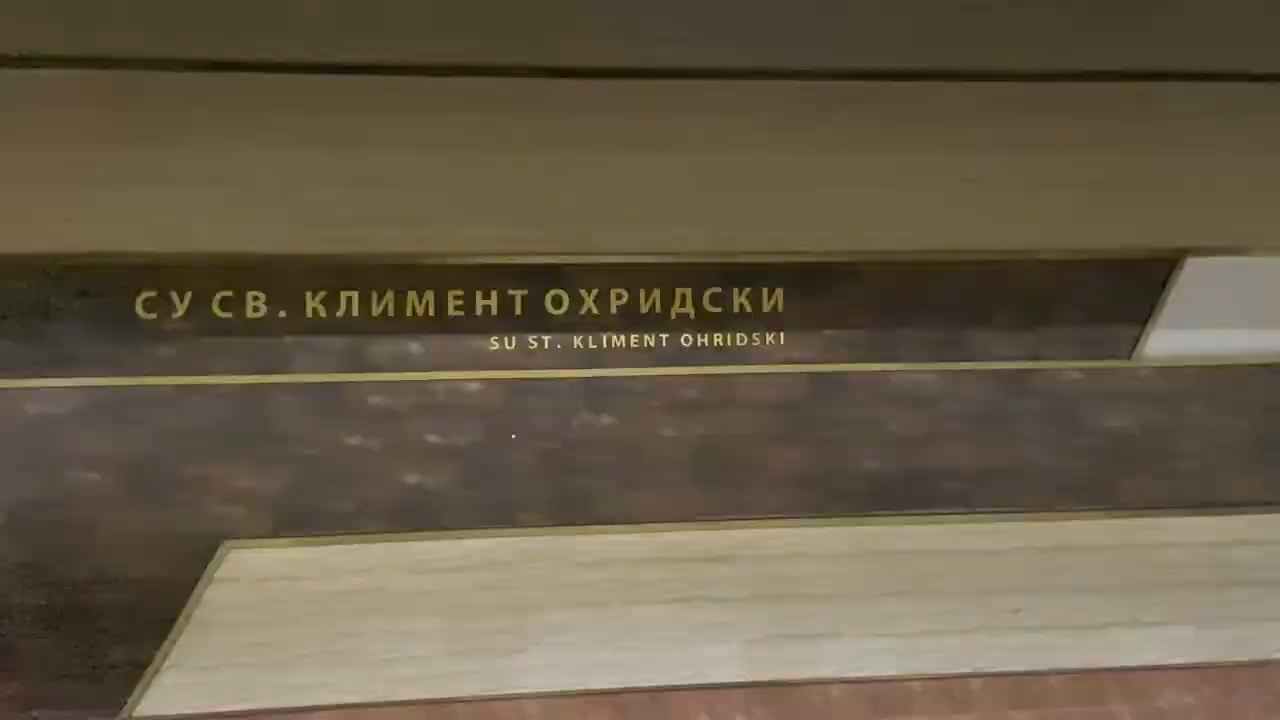 СУ СВ. КЛИМЕНТ ОХРИДСКИ
SU ST. KLIMENT OHRIDSKI